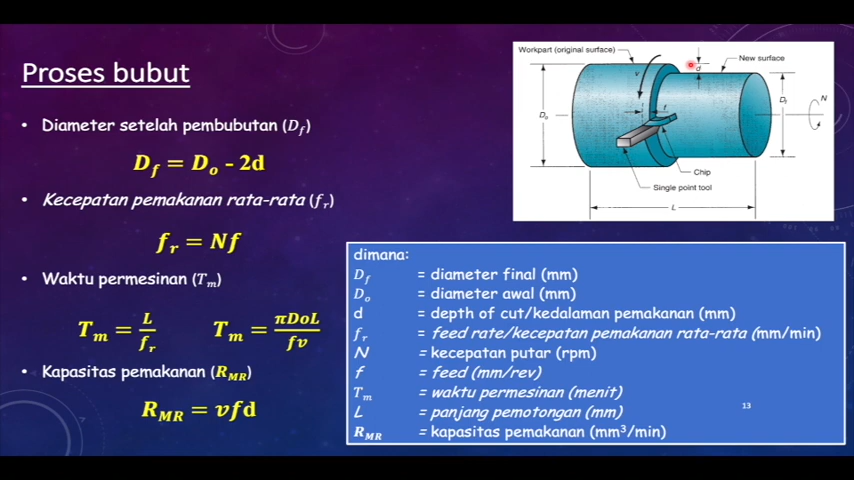 Proses bubut
• Diameter setelah pembubutan (D_f)
D_f = D_o - 2d
• Kecepatan pemakanan rata-rata (f_r)
f_r = Nf
• Waktu permesinan (T_m)
T_m = L/f_r T_m = πDoL/fv
• Kapasitas pemakanan (R_MR)
R_MR = vfd
Workpart (original surface)
New surface
v
d
D_o
f
D_f
N
Chip
Single point tool
L
dimana:
D_f = diameter final (mm)
D_o = diameter awal (mm)
d = depth of cut/kedalaman pemakanan (mm)
f_r = feed rate/kecepatan pemakanan rata-rata (mm/min)
N = kecepatan putar (rpm)
f = feed (mm/rev)
T_m = waktu permesinan (menit)
L = panjang pemotongan (mm)
R_MR = kapasitas pemakanan (mm³/min)
13